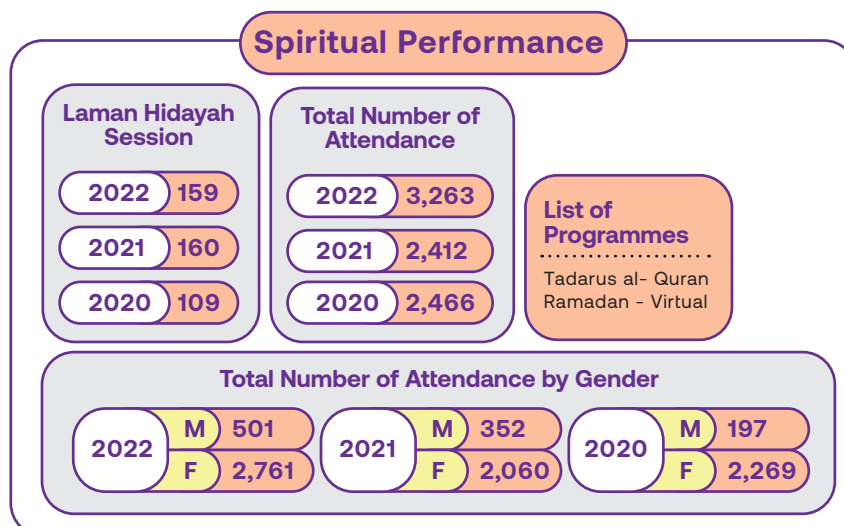 Spiritual Performance
Laman Hidayah
Session
2022 159
2021 160
2020 109
Total Number of
Attendance
2022 3,263
2021 2,412
2020 2,466
List of
Programmes
Tadarus al- Quran
Ramadan - Virtual
Total Number of Attendance by Gender
2022
M 501
F 2,761
2021
M 352
F 2,060
2020
M 197
F 2,269